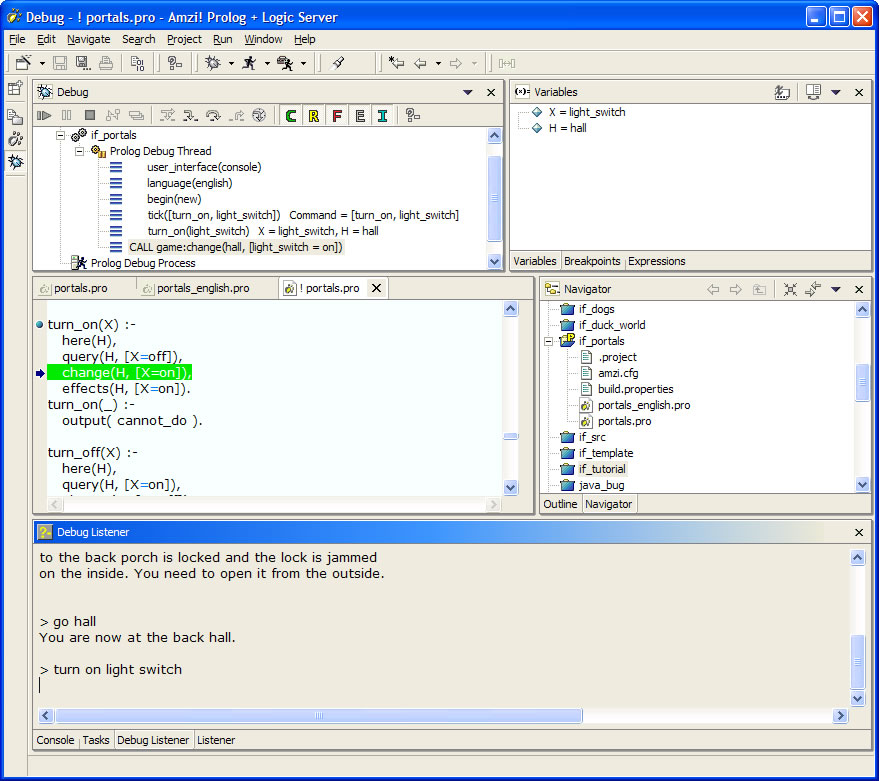 Debug - ! portals.pro - Amzi! Prolog + Logic Server
File Edit Navigate Search Project Run Window Help
Debug
C R F E I
if_portals
Prolog Debug Thread
user_interface(console)
language(english)
begin(new)
tick([turn_on, light_switch]) Command = [turn_on, light_switch]
turn_on(light_switch) X = light_switch, H = hall
CALL game:change(hall, [light_switch = on])
Prolog Debug Process
(x)= Variables
X = light_switch
H = hall
Variables Breakpoints Expressions
portals.pro portals_english.pro ! portals.pro
turn_on(X) :-
here(H),
query(H, [X=off]),
change(H, [X=on]),
effects(H, [X=on]).
turn_on(_) :-
output( cannot_do ).
turn_off(X) :-
here(H),
query(H, [X=on]),
Navigator
if_dogs
if_duck_world
if_portals
.project
amzi.cfg
build.properties
portals_english.pro
portals.pro
if_src
if_template
if_tutorial
java_bug
Outline Navigator
Debug Listener
to the back porch is locked and the lock is jammed
on the inside. You need to open it from the outside.
> go hall
You are now at the back hall.
> turn on light switch
Console Tasks Debug Listener Listener